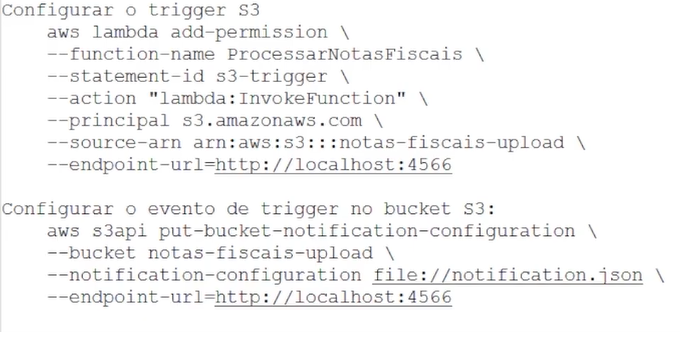 Configurar o trigger S3
aws lambda add-permission \
--function-name ProcessarNotasFiscais \
--statement-id s3-trigger \
--action "lambda:InvokeFunction" \
--principal s3.amazonaws.com \
--source-arn arn:aws:s3:::notas-fiscais-upload \
--endpoint-url=http://localhost:4566
Configurar o evento de trigger no bucket S3:
aws s3api put-bucket-notification-configuration \
--bucket notas-fiscais-upload \
--notification-configuration file://notification.json \
--endpoint-url=http://localhost:4566